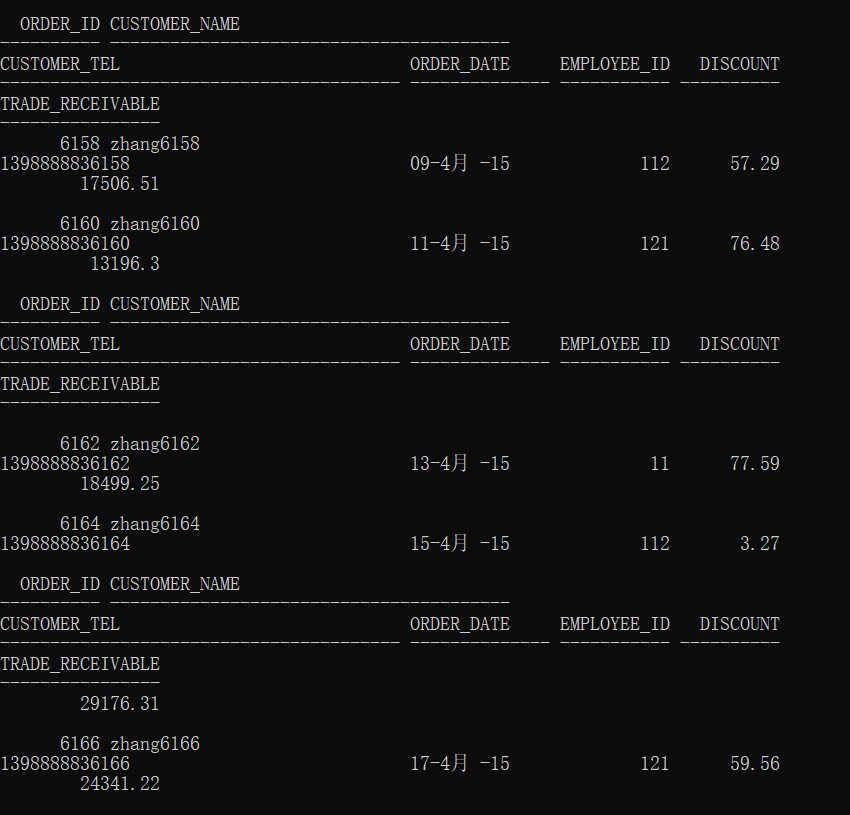 ORDER_ID CUSTOMER_NAME
---------- ----------------------------------------
CUSTOMER_TEL ORDER_DATE EMPLOYEE_ID DISCOUNT
---------------------------------------- -------------- ----------- ----------
TRADE_RECEIVABLE
----------------
6158 zhang6158
1398888836158 09-4月 -15 112 57.29
17506.51
6160 zhang6160
1398888836160 11-4月 -15 121 76.48
13196.3
ORDER_ID CUSTOMER_NAME
---------- ----------------------------------------
CUSTOMER_TEL ORDER_DATE EMPLOYEE_ID DISCOUNT
---------------------------------------- -------------- ----------- ----------
TRADE_RECEIVABLE
----------------
6162 zhang6162
1398888836162 13-4月 -15 11 77.59
18499.25
6164 zhang6164
1398888836164 15-4月 -15 112 3.27
ORDER_ID CUSTOMER_NAME
---------- ----------------------------------------
CUSTOMER_TEL ORDER_DATE EMPLOYEE_ID DISCOUNT
---------------------------------------- -------------- ----------- ----------
TRADE_RECEIVABLE
----------------
29176.31
6166 zhang6166
1398888836166 17-4月 -15 121 59.56
24341.22